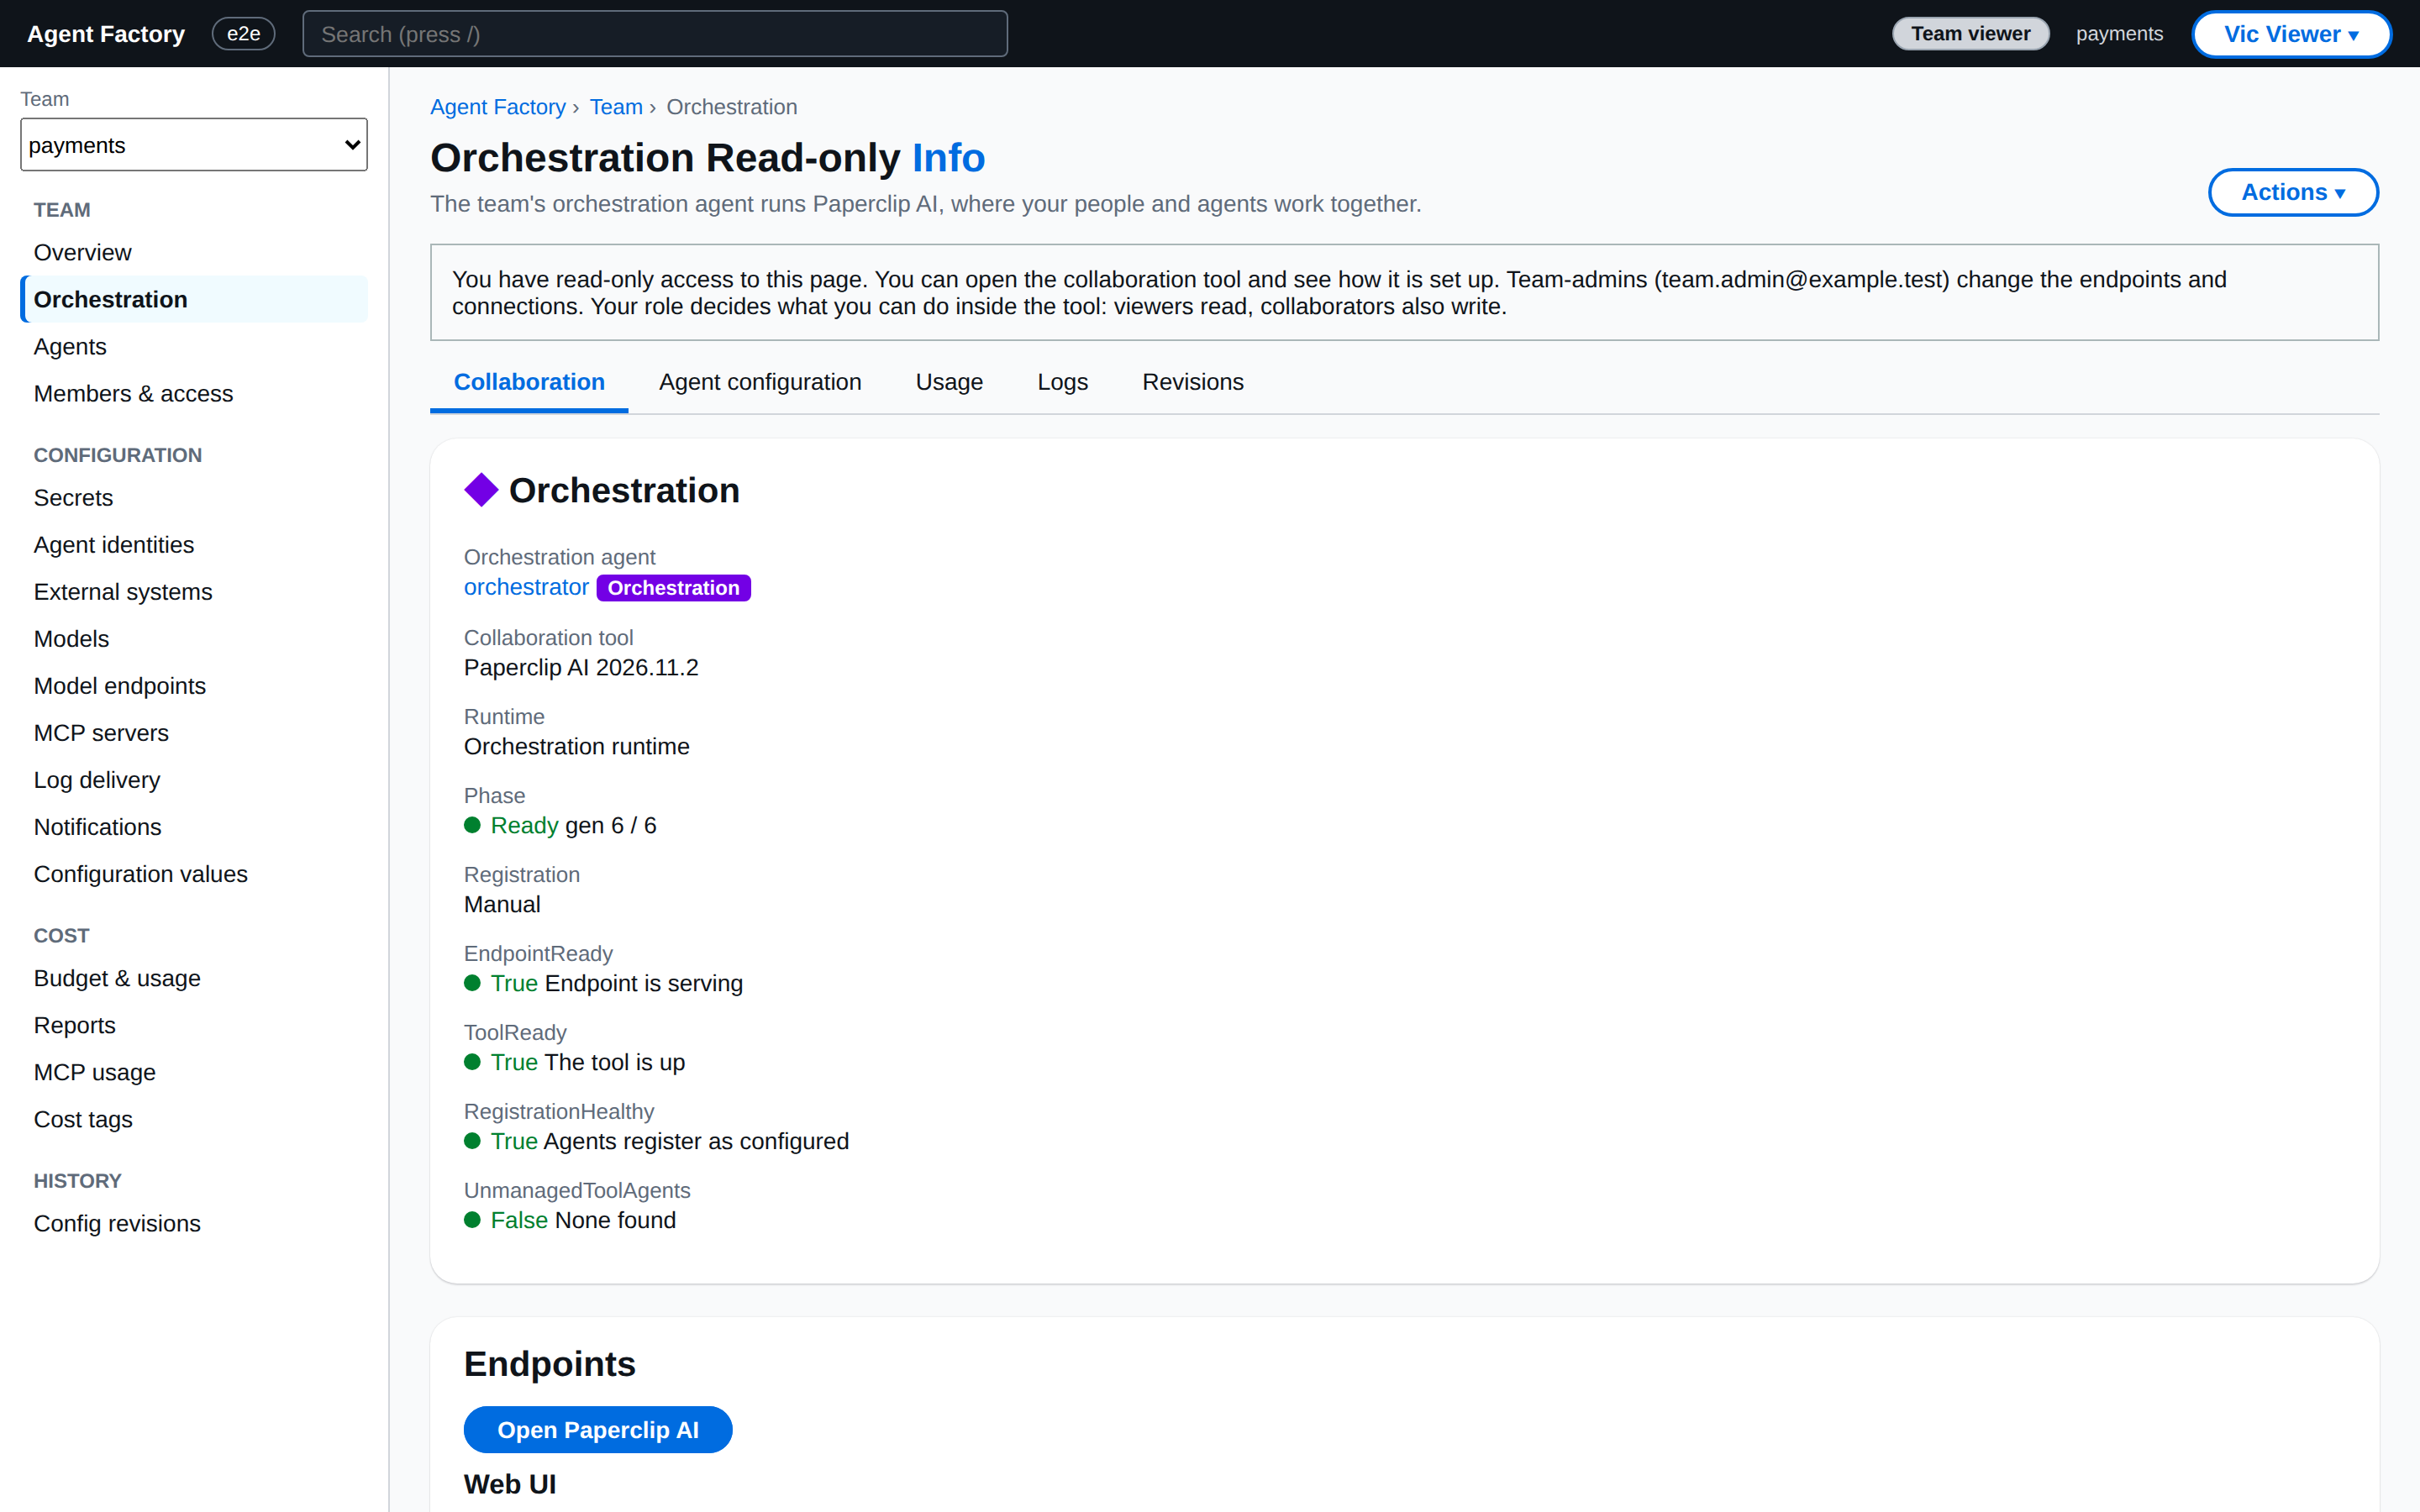 Agent Factory
e2e
Search (press /)
Team viewer
payments
Vic Viewer ▾
Team
payments
TEAM
Overview
Orchestration
Agents
Members & access
CONFIGURATION
Secrets
Agent identities
External systems
Models
Model endpoints
MCP servers
Log delivery
Notifications
Configuration values
COST
Budget & usage
Reports
MCP usage
Cost tags
HISTORY
Config revisions
Agent Factory › Team › Orchestration
Orchestration Read-only Info
The team's orchestration agent runs Paperclip AI, where your people and agents work together.
Actions ▾
You have read-only access to this page. You can open the collaboration tool and see how it is set up. Team-admins (team.admin@example.test) change the endpoints and
connections. Your role decides what you can do inside the tool: viewers read, collaborators also write.
Collaboration Agent configuration Usage Logs Revisions
Orchestration
Orchestration agent
orchestrator Orchestration
Collaboration tool
Paperclip AI 2026.11.2
Runtime
Orchestration runtime
Phase
Ready gen 6 / 6
Registration
Manual
EndpointReady
True Endpoint is serving
ToolReady
True The tool is up
RegistrationHealthy
True Agents register as configured
UnmanagedToolAgents
False None found
Endpoints
Open Paperclip AI
Web UI